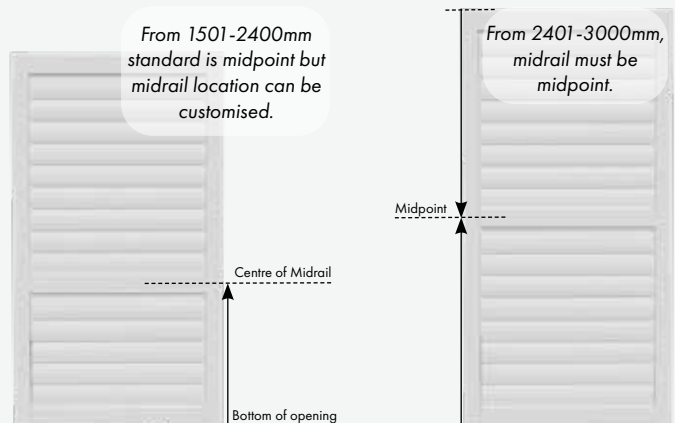 From 1501-2400mm
standard is midpoint but
midrail location can be
customised.
From 2401-3000mm,
midrail must be
midpoint.
Midpoint
Centre of Midrail
Bottom of opening